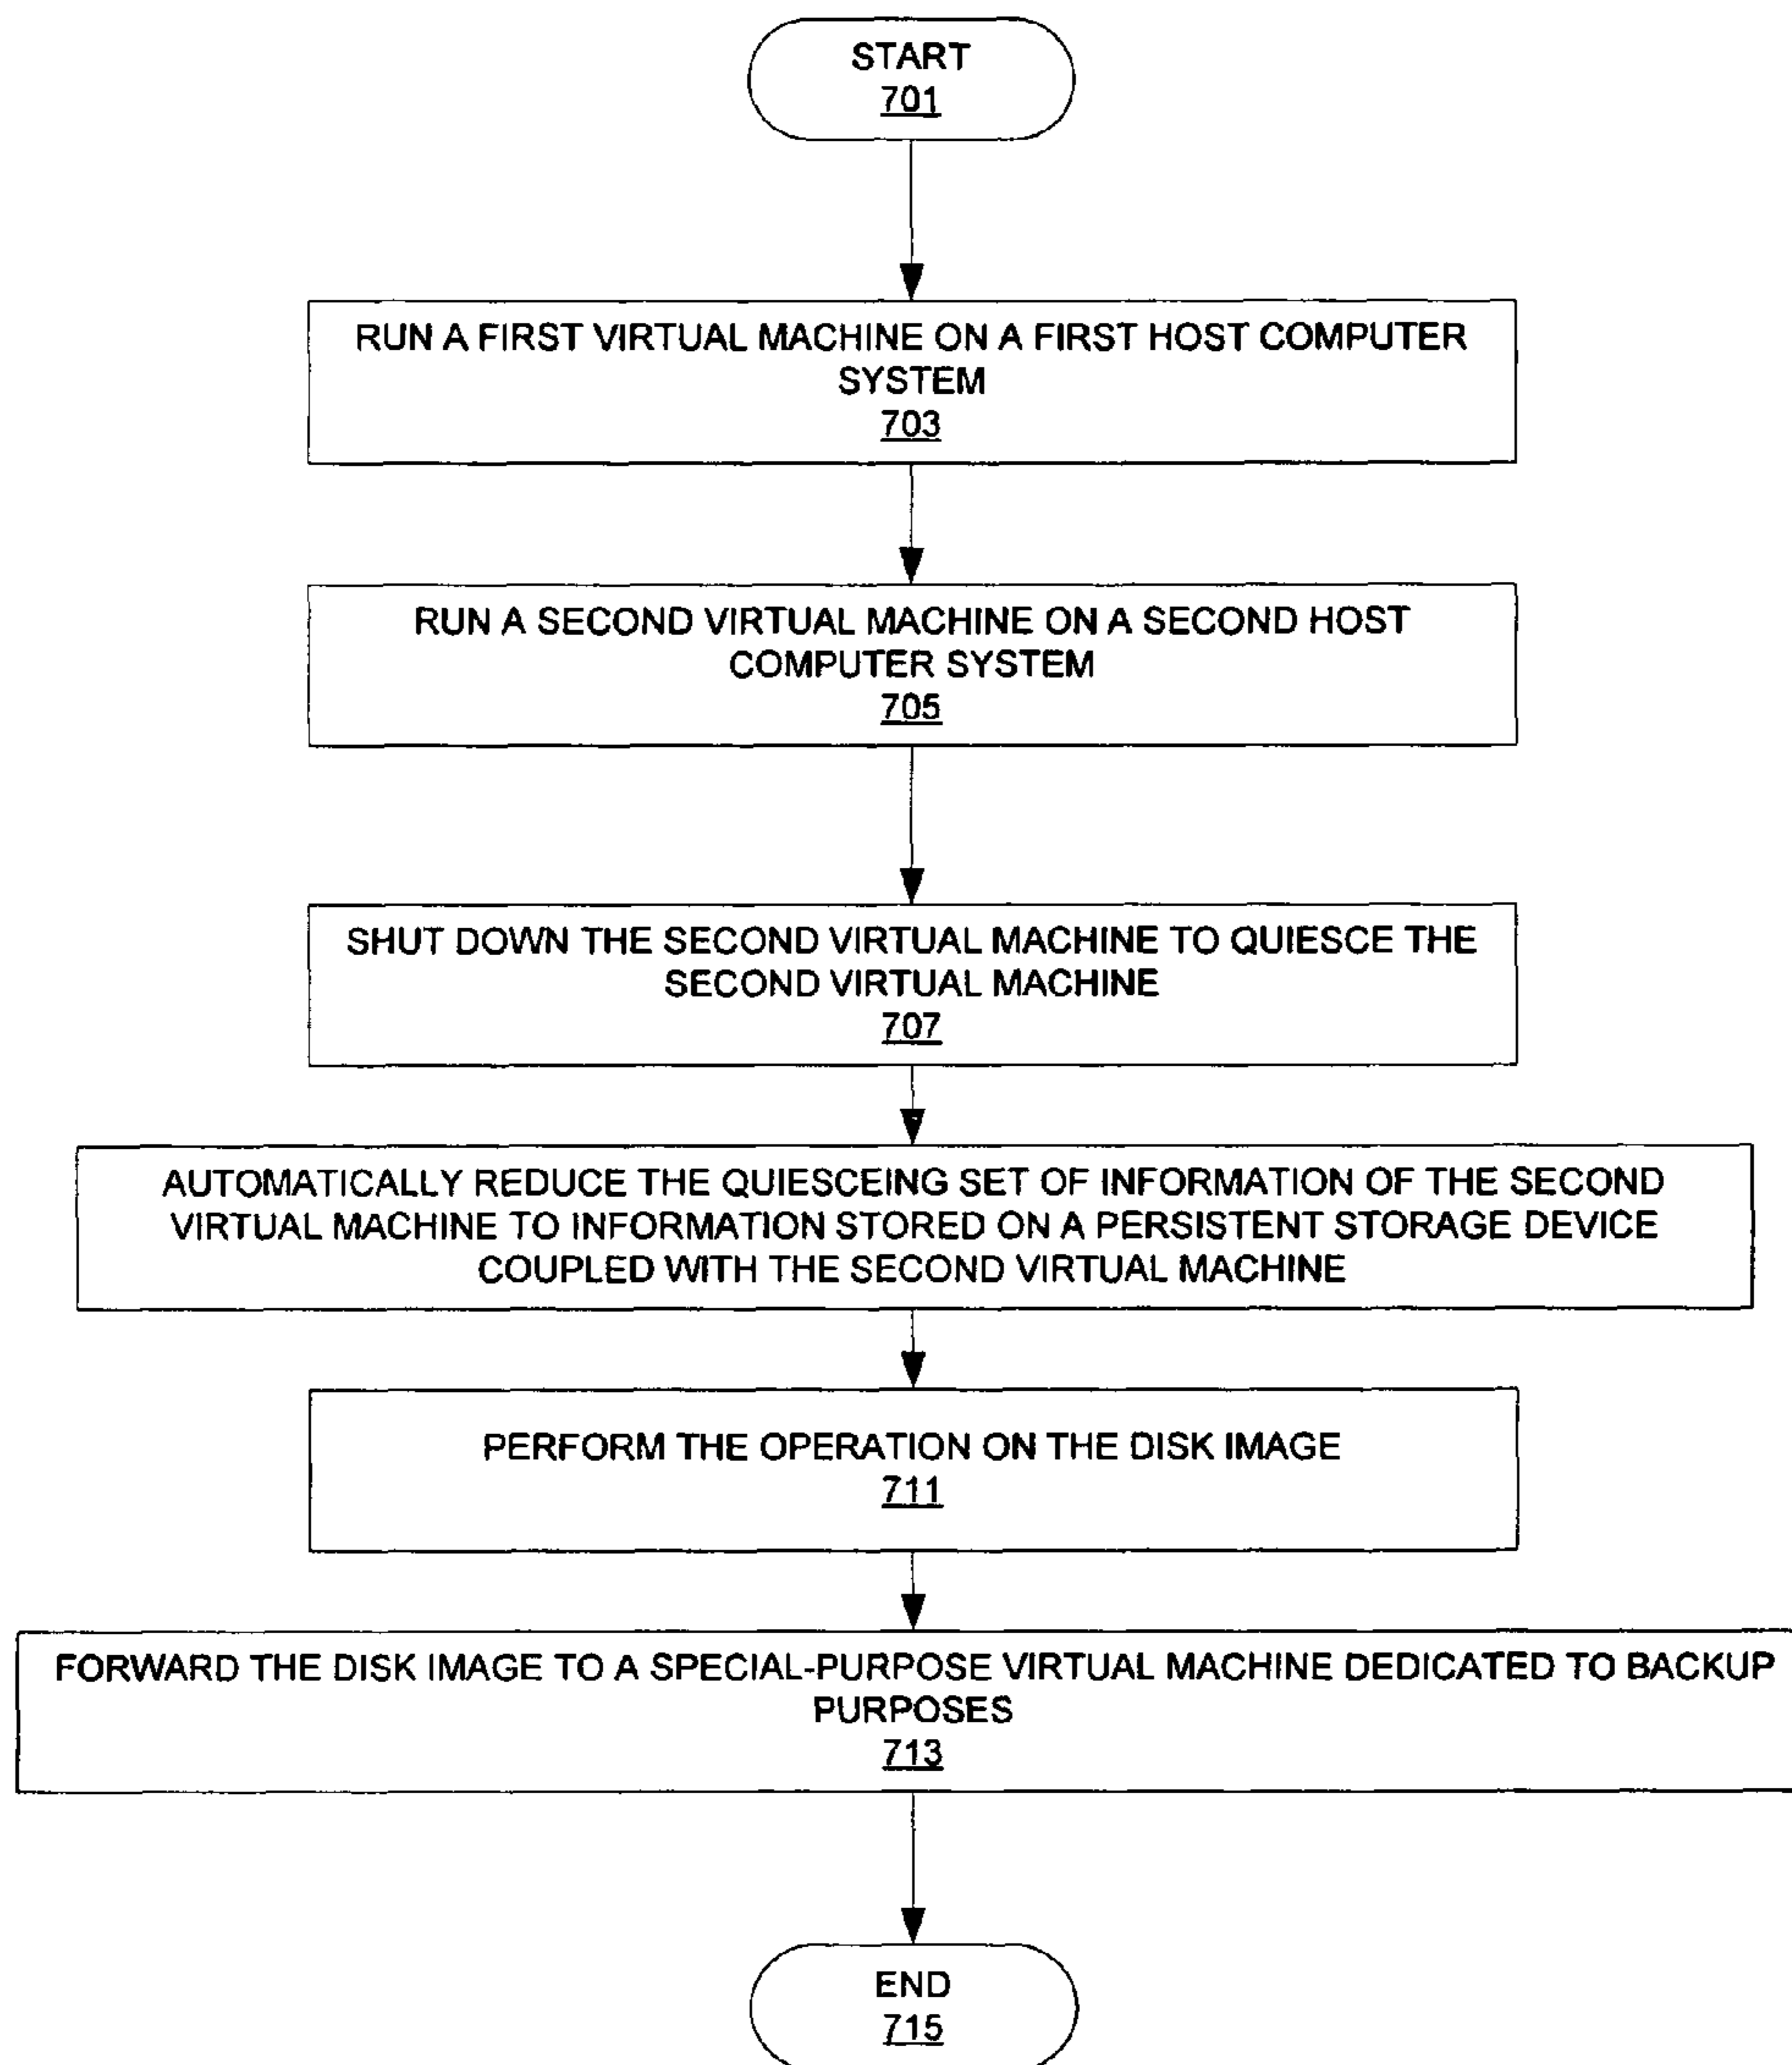 START
701
RUN A FIRST VIRTUAL MACHINE ON A FIRST HOST COMPUTER
SYSTEM
703
RUN A SECOND VIRTUAL MACHINE ON A SECOND HOST
COMPUTER SYSTEM
705
SHUT DOWN THE SECOND VIRTUAL MACHINE TO QUIESCE THE
SECOND VIRTUAL MACHINE
707
AUTOMATICALLY REDUCE THE QUIESCEING SET OF INFORMATION OF THE SECOND
VIRTUAL MACHINE TO INFORMATION STORED ON A PERSISTENT STORAGE DEVICE
COUPLED WITH THE SECOND VIRTUAL MACHINE
PERFORM THE OPERATION ON THE DISK IMAGE
711
FORWARD THE DISK IMAGE TO A SPECIAL-PURPOSE VIRTUAL MACHINE DEDICATED TO BACKUP
PURPOSES
713
END
715